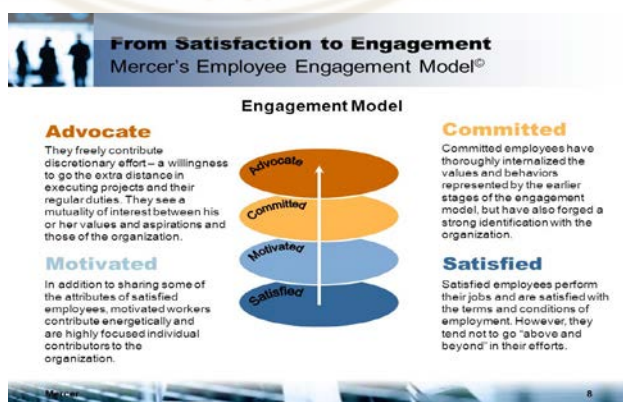 From Satisfaction to Engagement
Mercer's Employee Engagement Model©
Engagement Model
Advocate
They freely contribute
discretionary effort – a willingness
to go the extra distance in
executing projects and their
regular duties. They see a
mutuality of interest between his
or her values and aspirations and
those of the organization.
Motivated
In addition to sharing some of
the attributes of satisfied
employees, motivated workers
contribute energetically and
are highly focused individual
contributors to the
organization.
Advocate
Committed
Motivated
Satisfied
Committed
Committed employees have
thoroughly internalized the
values and behaviors
represented by the earlier
stages of the engagement
model, but have also forged a
strong identification with the
organization.
Satisfied
Satisfied employees perform
their jobs and are satisfied with
the terms and conditions of
employment. However, they
tend not to go "above and
beyond" in their efforts.
Mercer
8